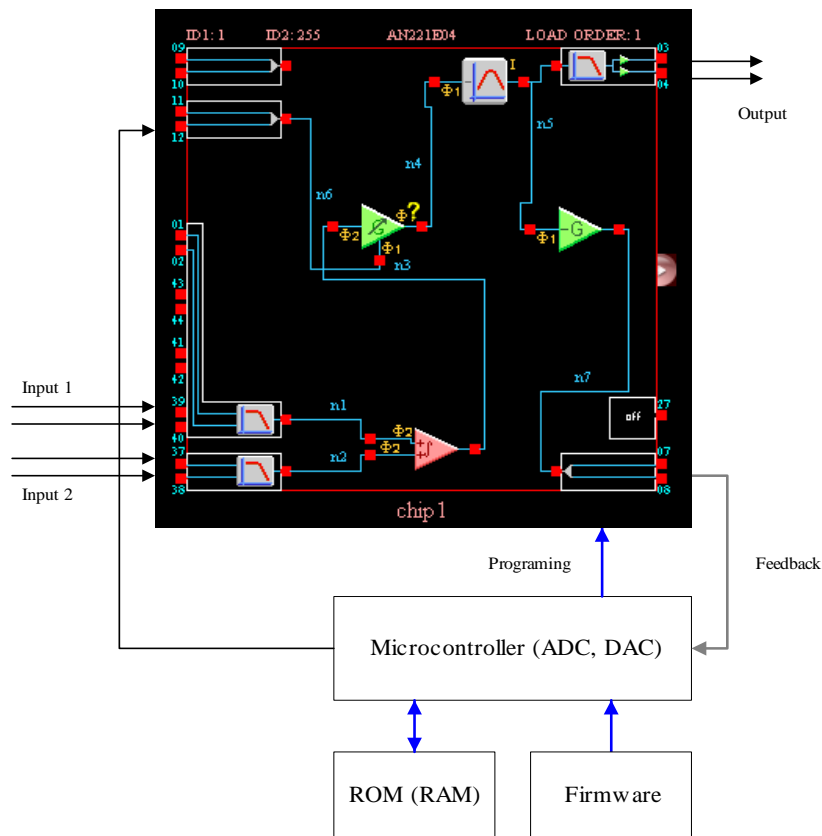 ID1: 1 ID2: 255 AN221E04 LOAD ORDER: 1
09
10
11
12
03
04
Output
I
Φ1
n4
n5
n6
Φ?
G
Φ2
Φ1
n3
Φ1
-G
01
02
43
44
41
42
39
40
37
38
Input 1
Input 2
n1
n2
Φ2
Φ2
n7
27
off
07
08
chip1
Programing
Feedback
Microcontroller (ADC, DAC)
ROM (RAM)
Firmware